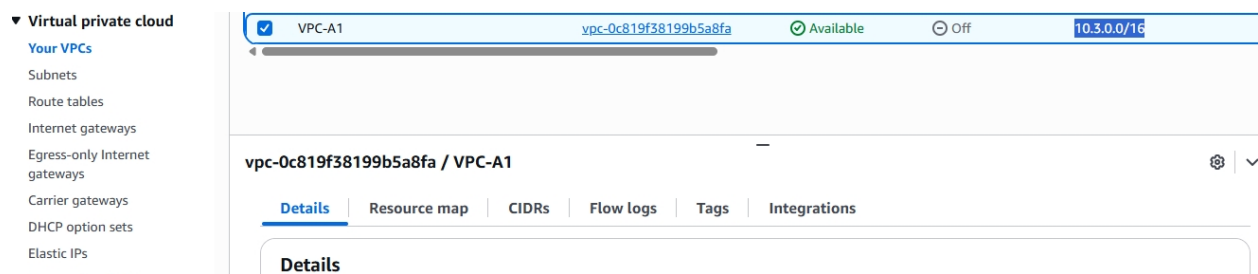 Virtual private cloud
Your VPCs
Subnets
Route tables
Internet gateways
Egress-only Internet
gateways
Carrier gateways
DHCP option sets
Elastic IPs
VPC-A1 vpc-0c819f38199b5a8fa Available Off 10.3.0.0/16
vpc-0c819f38199b5a8fa / VPC-A1
Details Resource map CIDRs Flow logs Tags Integrations
Details